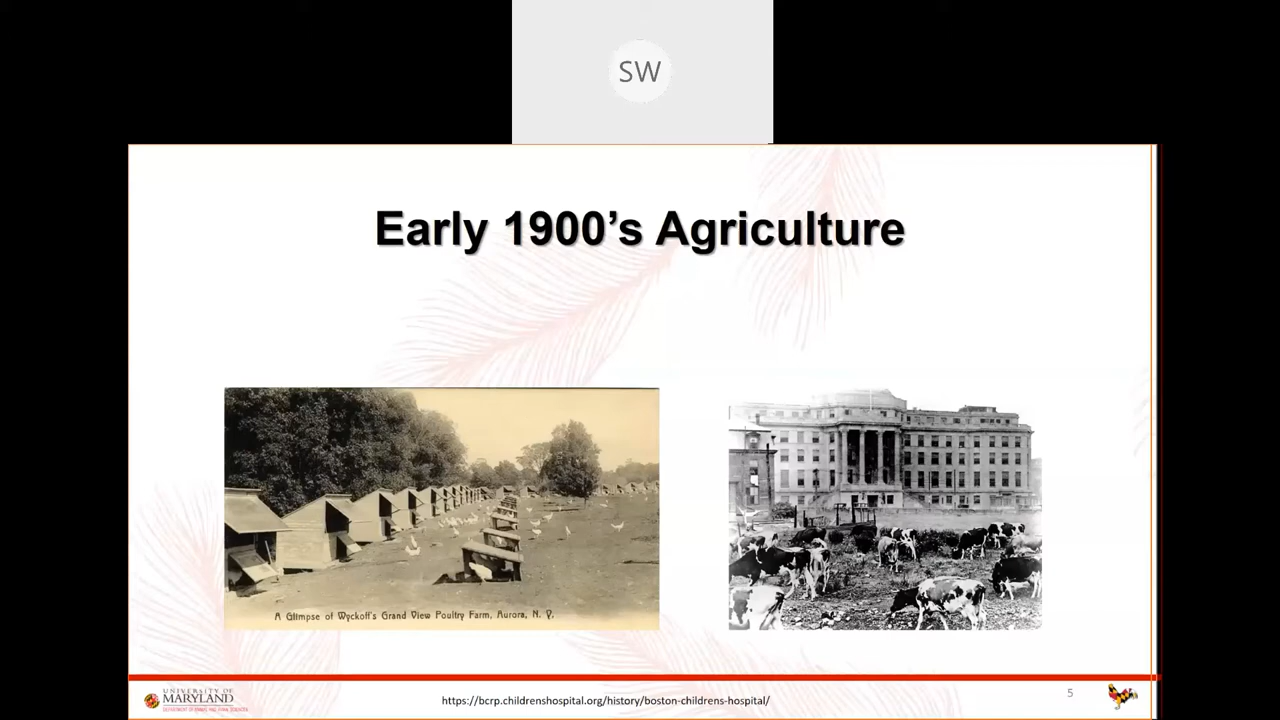 SW
Early 1900’s Agriculture
A Glimpse of Wyckoff's Grand View Poultry Farm, Aurora, N. Y.
UNIVERSITY OF
MARYLAND
https://bcrp.childrenshospital.org/history/boston-childrens-hospital/
5